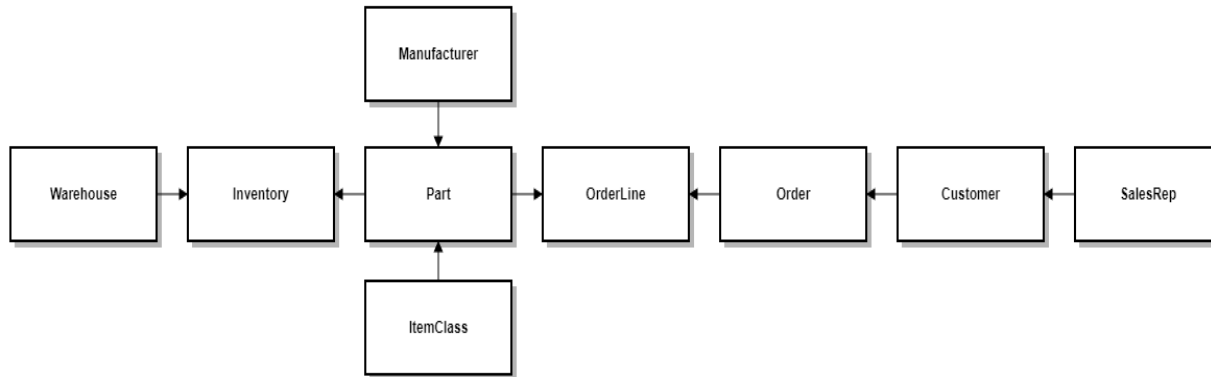 Manufacturer
Warehouse
Inventory
Part
OrderLine
Order
Customer
SalesRep
ItemClass